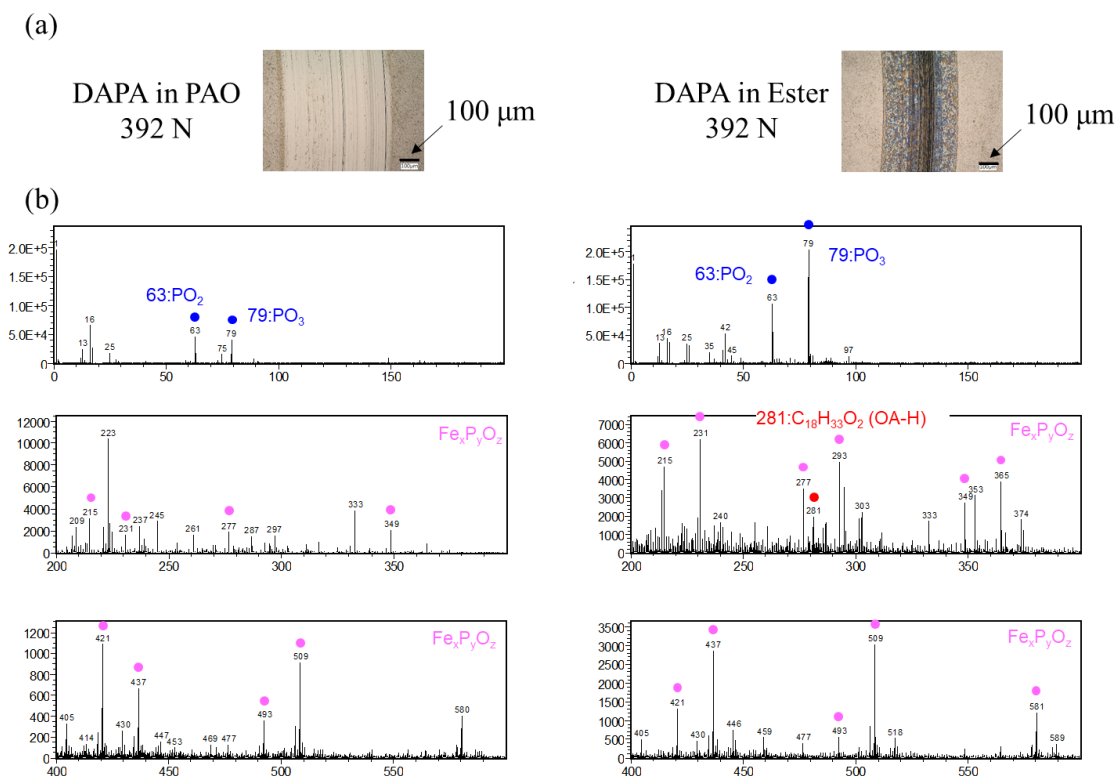 (a)
DAPA in PAO
392 N
100 μm
100μm
DAPA in Ester
392 N
100 μm
100μm
(b)
2.0E+5
1.5E+5
1.0E+5
5.0E+4
0
1
13
16
25
63:PO₂
63
75
79:PO₃
79
0 50 100 150
2.0E+5
1.5E+5
1.0E+5
5.0E+4
0
1
13
16
25
35
42
45
63:PO₂
63
79
79:PO₃
97
0 50 100 150
12000
10000
8000
6000
4000
2000
0
209
215
223
231
237
245
261
277
287
297
333
349
FeₓPᵧO_z
200 250 300 350
7000
6000
5000
4000
3000
2000
1000
0
281:C₁₈H₃₃O₂ (OA-H)
FeₓPᵧO_z
215
231
240
277
281
293
303
333
349
353
365
374
200 250 300 350
1200
1000
800
600
400
200
0
405
414
421
430
437
447
453
469
477
493
509
580
FeₓPᵧO_z
400 450 500 550
3500
3000
2500
2000
1500
1000
500
0
405
421
430
437
446
459
477
493
509
518
581
589
FeₓPᵧO_z
400 450 500 550